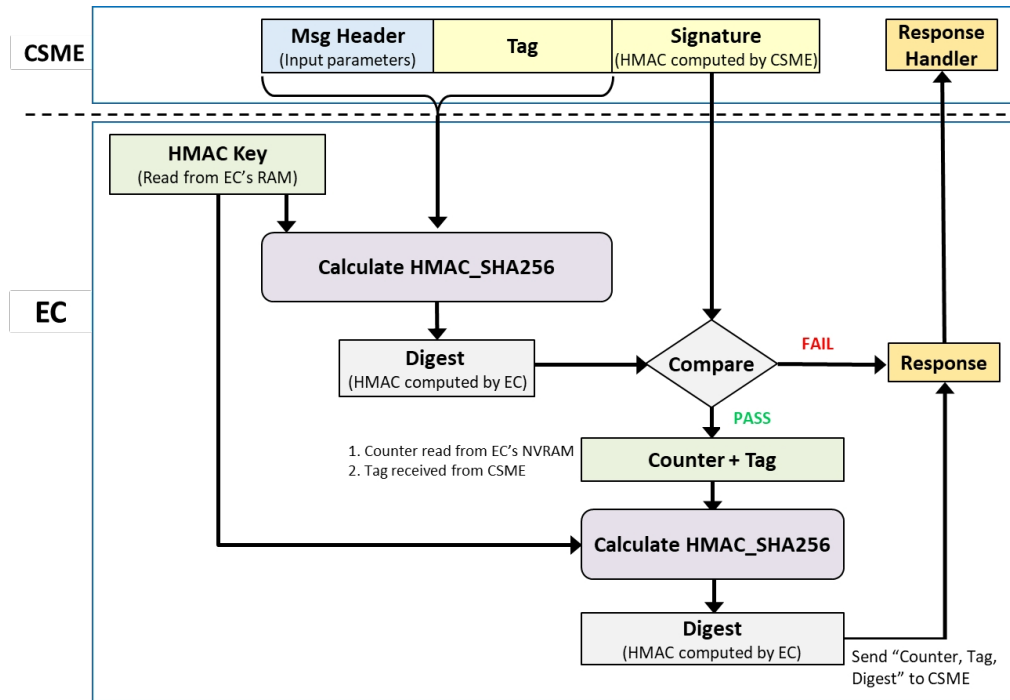 CSME
Msg Header
(Input parameters)
Tag
Signature
(HMAC computed by CSME)
Response
Handler
EC
HMAC Key
(Read from EC's RAM)
Calculate HMAC_SHA256
Digest
(HMAC computed by EC)
Compare
FAIL
Response
PASS
1. Counter read from EC's NVRAM
2. Tag received from CSME
Counter + Tag
Calculate HMAC_SHA256
Digest
(HMAC computed by EC)
Send “Counter, Tag,
Digest” to CSME